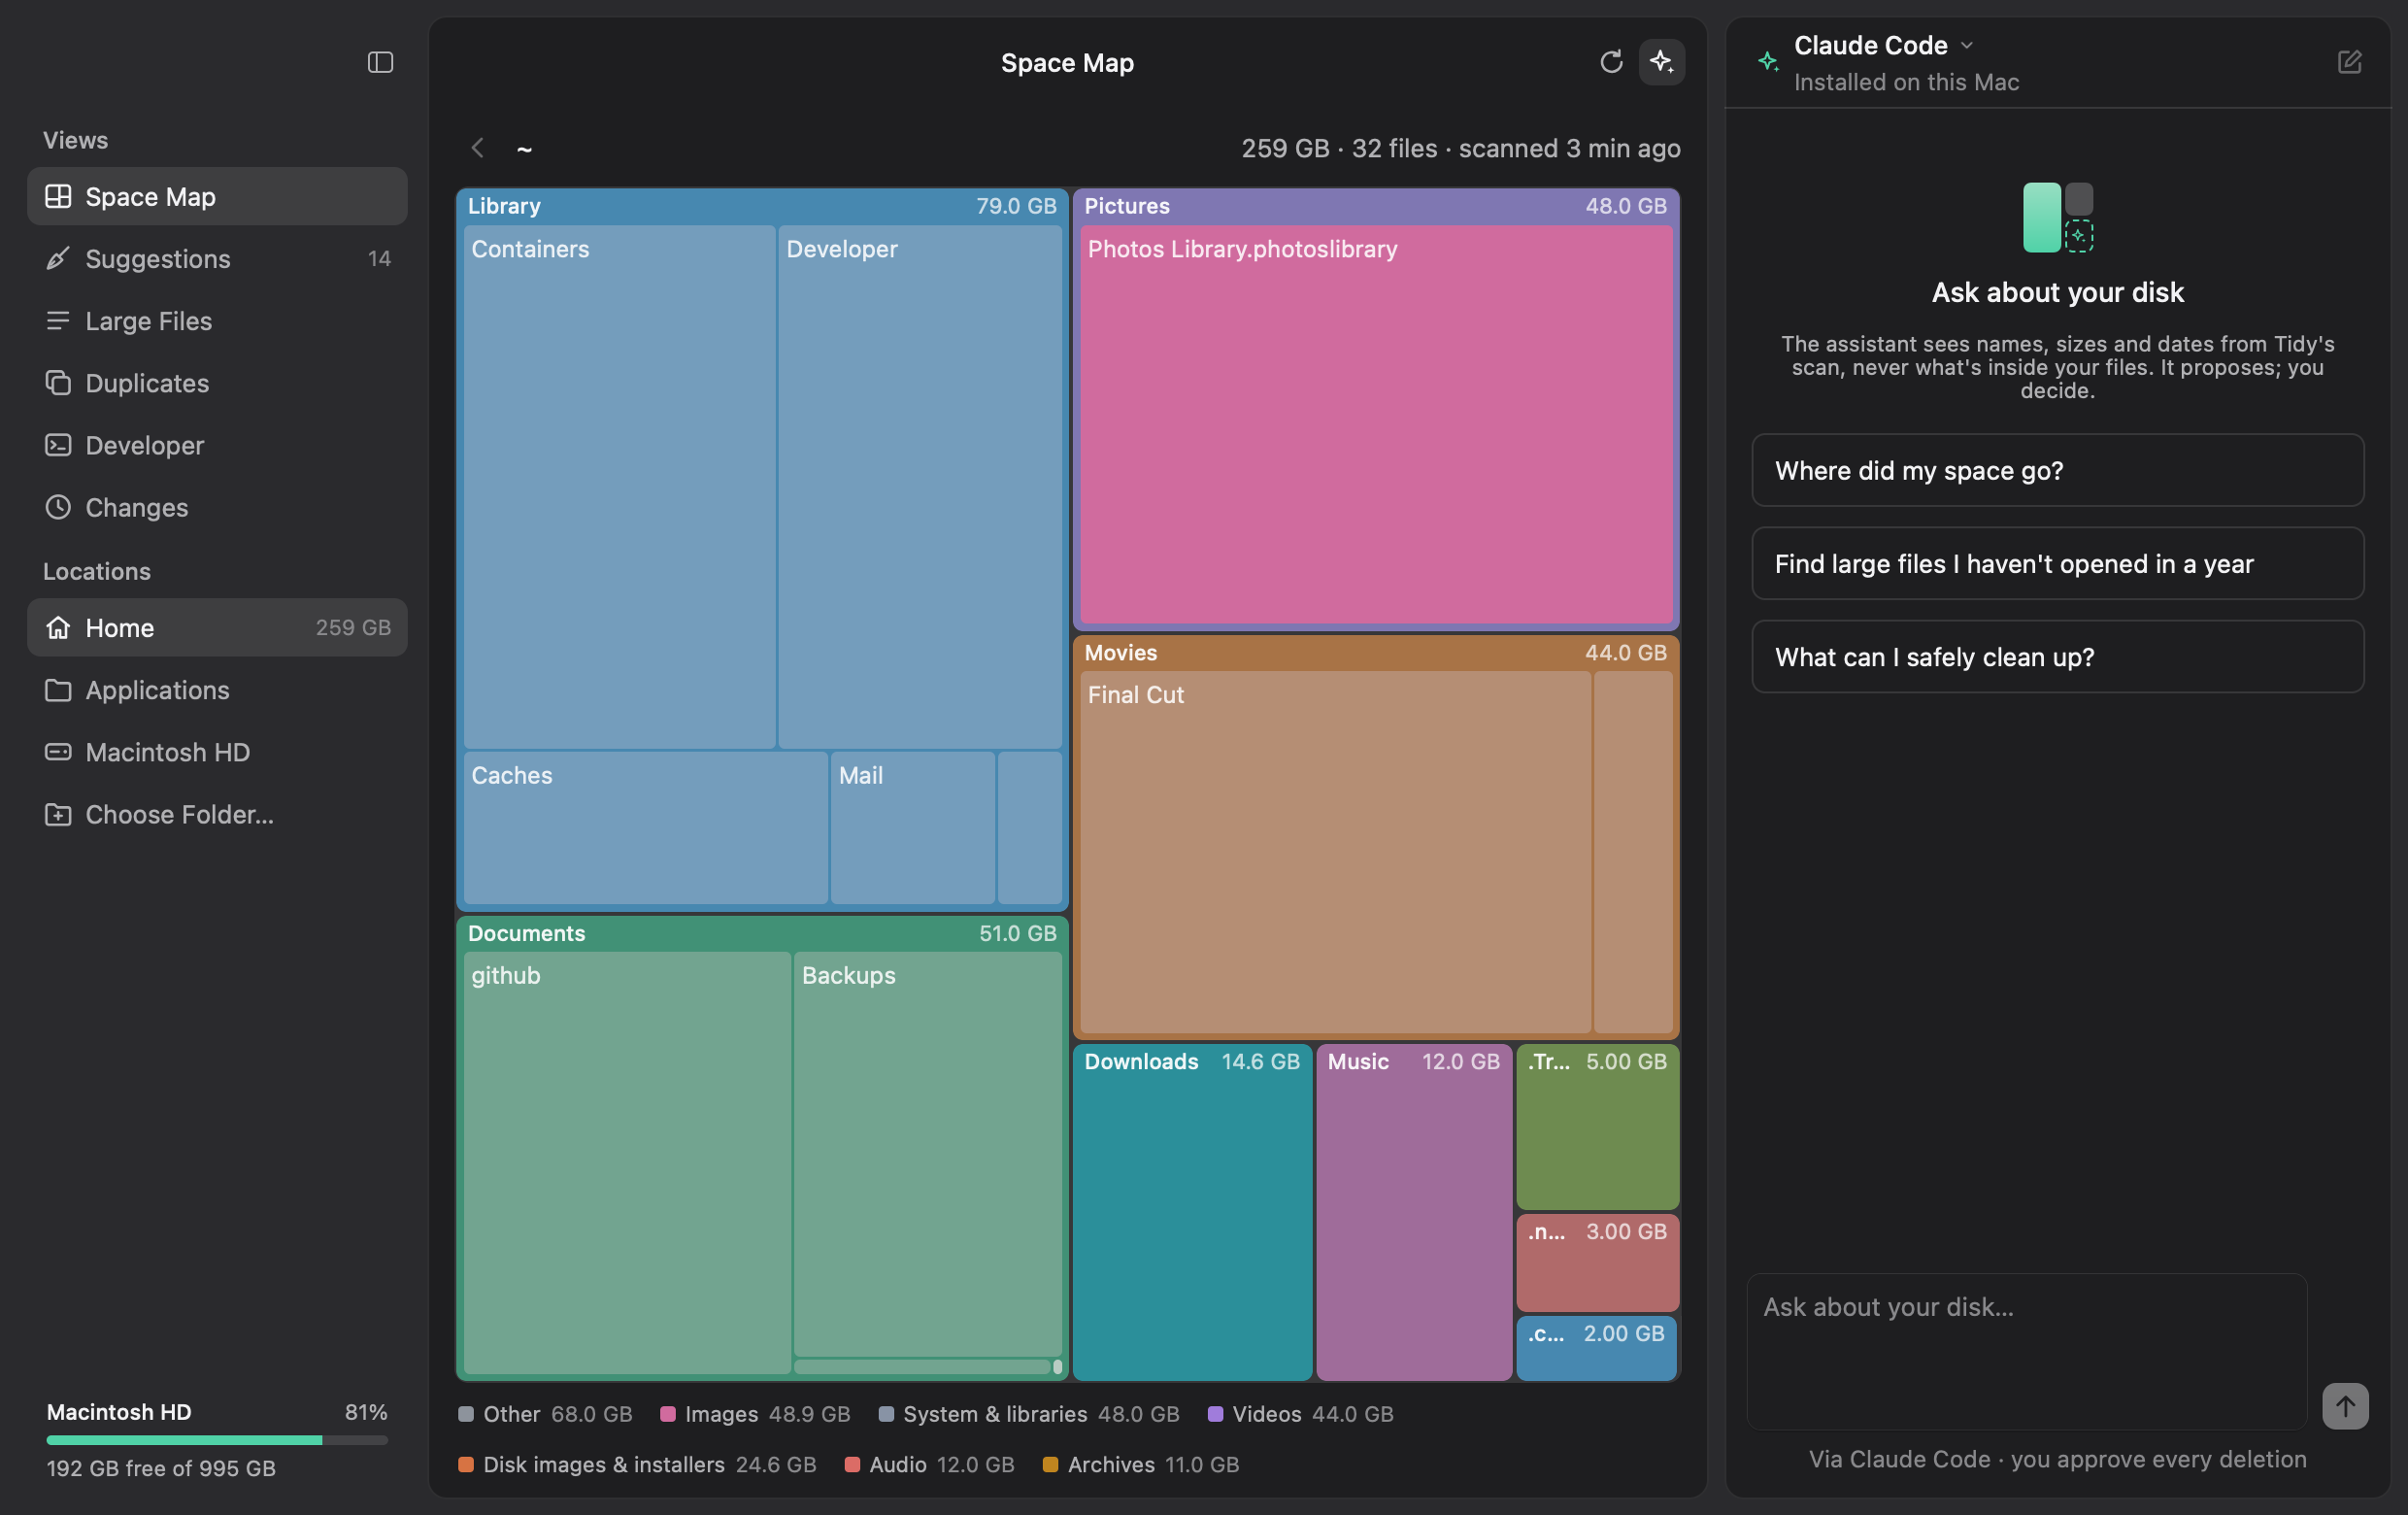 Views
Space Map
Suggestions 14
Large Files
Duplicates
Developer
Changes
Locations
Home 259 GB
Applications
Macintosh HD
Choose Folder...
Macintosh HD 81%
192 GB free of 995 GB
Space Map
~ 259 GB · 32 files · scanned 3 min ago
Library 79.0 GB
Containers
Developer
Caches
Mail
Documents 51.0 GB
github
Backups
Pictures 48.0 GB
Photos Library.photoslibrary
Movies 44.0 GB
Final Cut
Downloads 14.6 GB
Music 12.0 GB
.Tr... 5.00 GB
.n... 3.00 GB
.c... 2.00 GB
Other 68.0 GB Images 48.9 GB System & libraries 48.0 GB Videos 44.0 GB
Disk images & installers 24.6 GB Audio 12.0 GB Archives 11.0 GB
Claude Code
Installed on this Mac
Ask about your disk
The assistant sees names, sizes and dates from Tidy's
scan, never what's inside your files. It proposes; you
decide.
Where did my space go?
Find large files I haven't opened in a year
What can I safely clean up?
Ask about your disk...
Via Claude Code · you approve every deletion